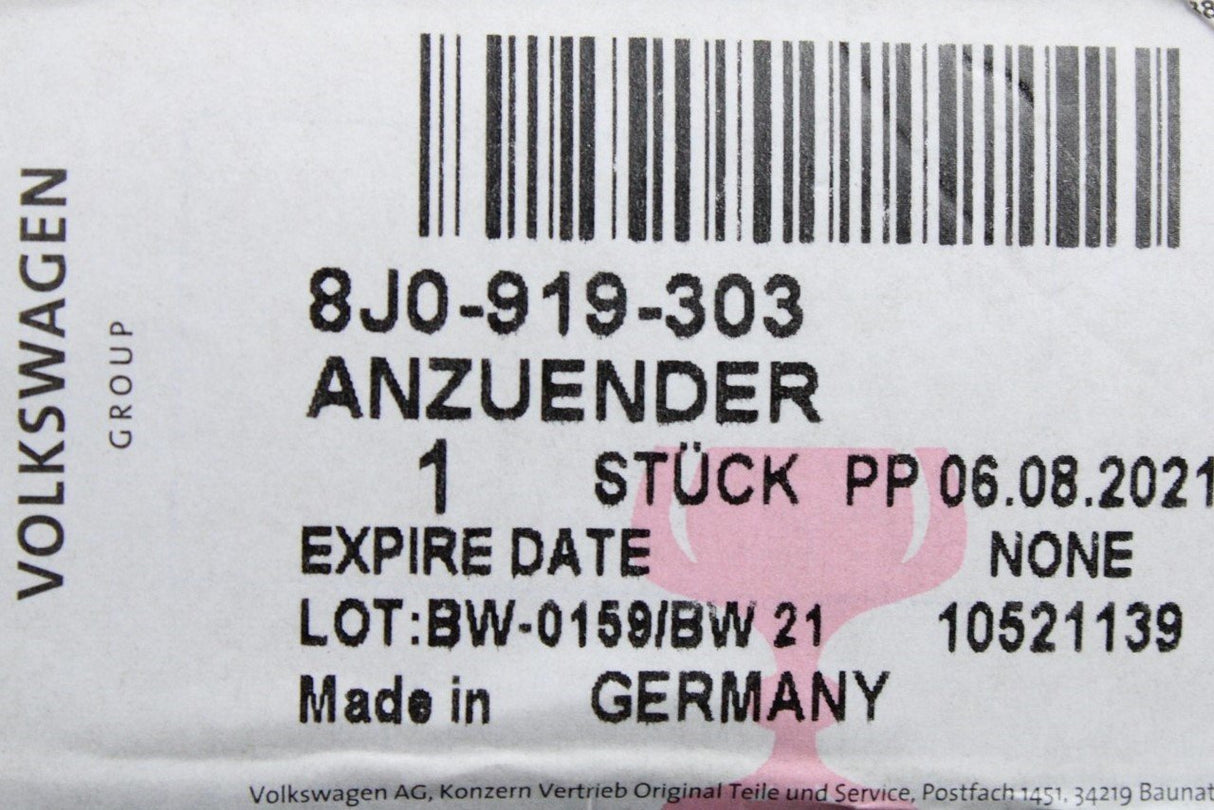 VOLKSWAGEN
GROUP
8J0-919-303
ANZUENDER
1 STÜCK PP 06.08.2021
EXPIRE DATE NONE
LOT:BW-0159/BW 21 10521139
Made in GERMANY
Volkswagen AG, Konzern Vertrieb Original Teile und Service, Postfach 1451, 34219 Baunat